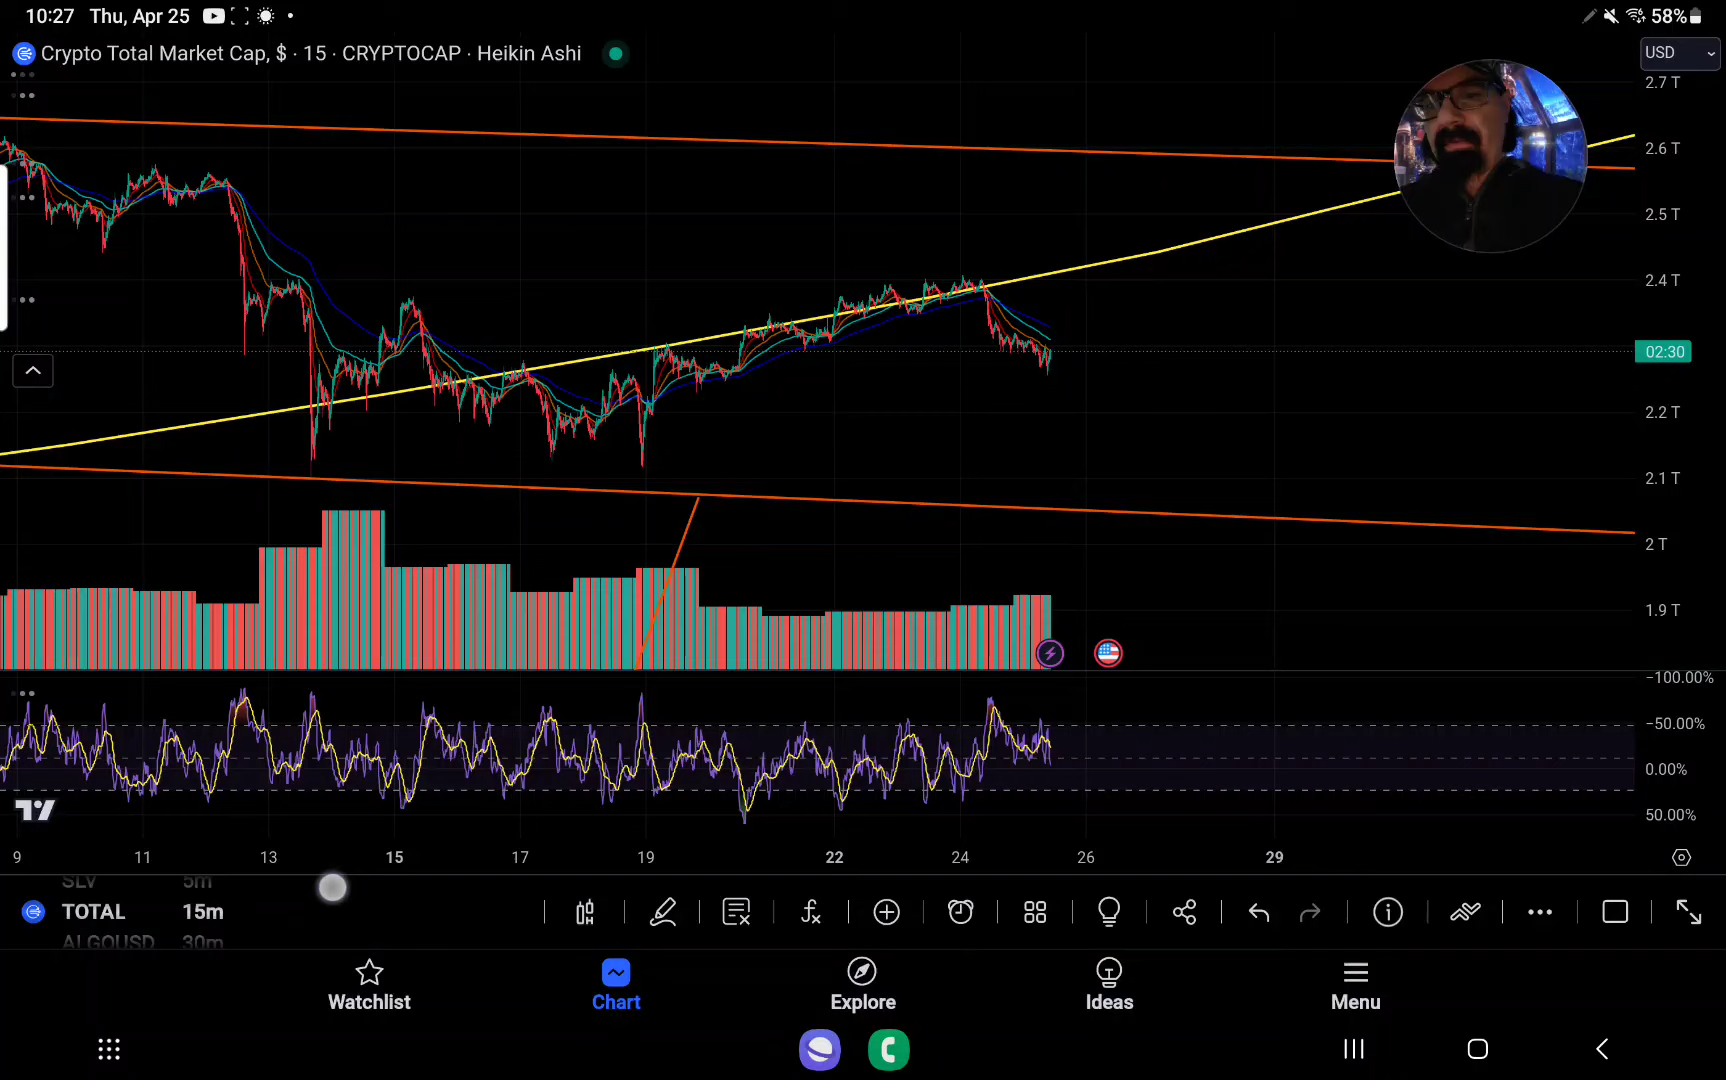 10:27 Thu, Apr 25
58%
Crypto Total Market Cap, $ · 15 · CRYPTOCAP · Heikin Ashi
USD
2.7 T
2.6 T
2.5 T
2.4 T
02:30
2.2 T
2.1 T
2 T
1.9 T
−100.00%
−50.00%
0.00%
50.00%
9 11 13 15 17 19 22 24 26 29
SLV 5m
TOTAL 15m
ALGOUSD 30m
Watchlist Chart Explore Ideas Menu